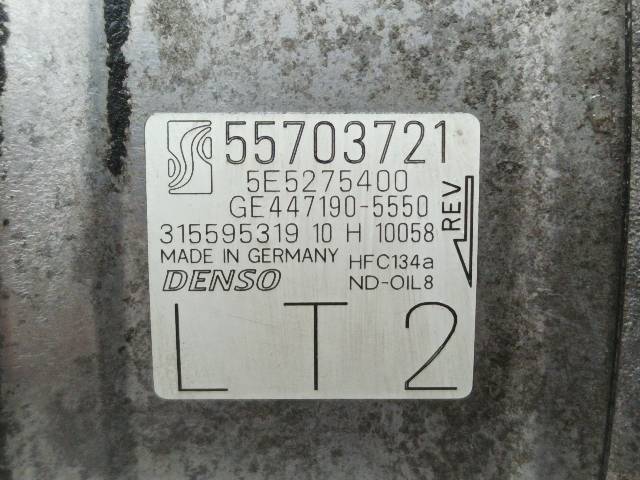 55703721
5E5275400
GE447190-5550
315595319 10 H 10058
REV
MADE IN GERMANY
HFC134a
DENSO
ND-OIL8
LT2